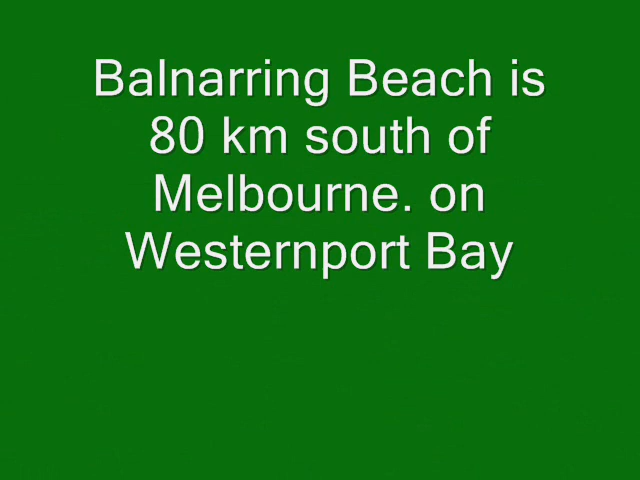 Balnarring Beach is
80 km south of
Melbourne. on
Westernport Bay